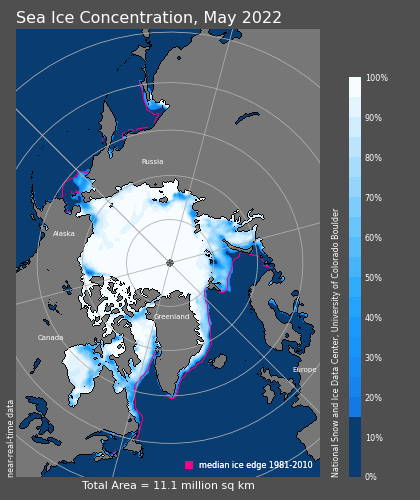 Sea Ice Concentration, May 2022
Russia
Alaska
Greenland
Canada
Europe
100%
90%
80%
70%
60%
50%
40%
30%
20%
10%
0%
National Snow and Ice Data Center, University of Colorado Boulder
near-real-time data
median ice edge 1981-2010
Total Area = 11.1 million sq km